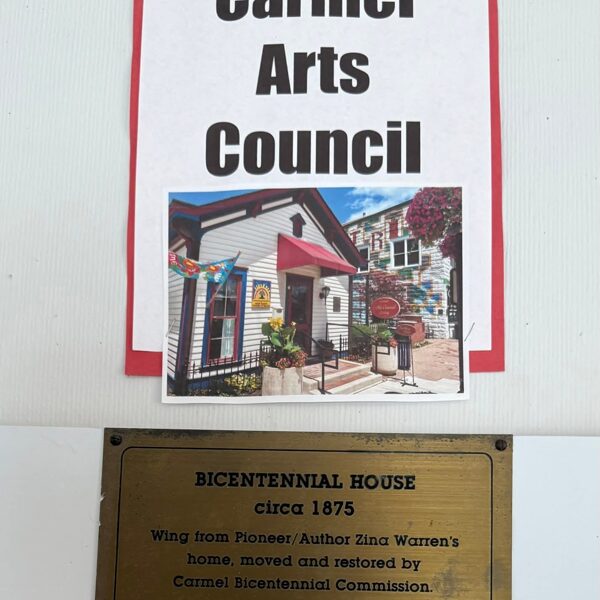 Carmel
Arts
Council
BICENTENNIAL HOUSE
circa 1875
Wing from Pioneer/Author Zina Warren's
home, moved and restored by
Carmel Bicentennial Commission.